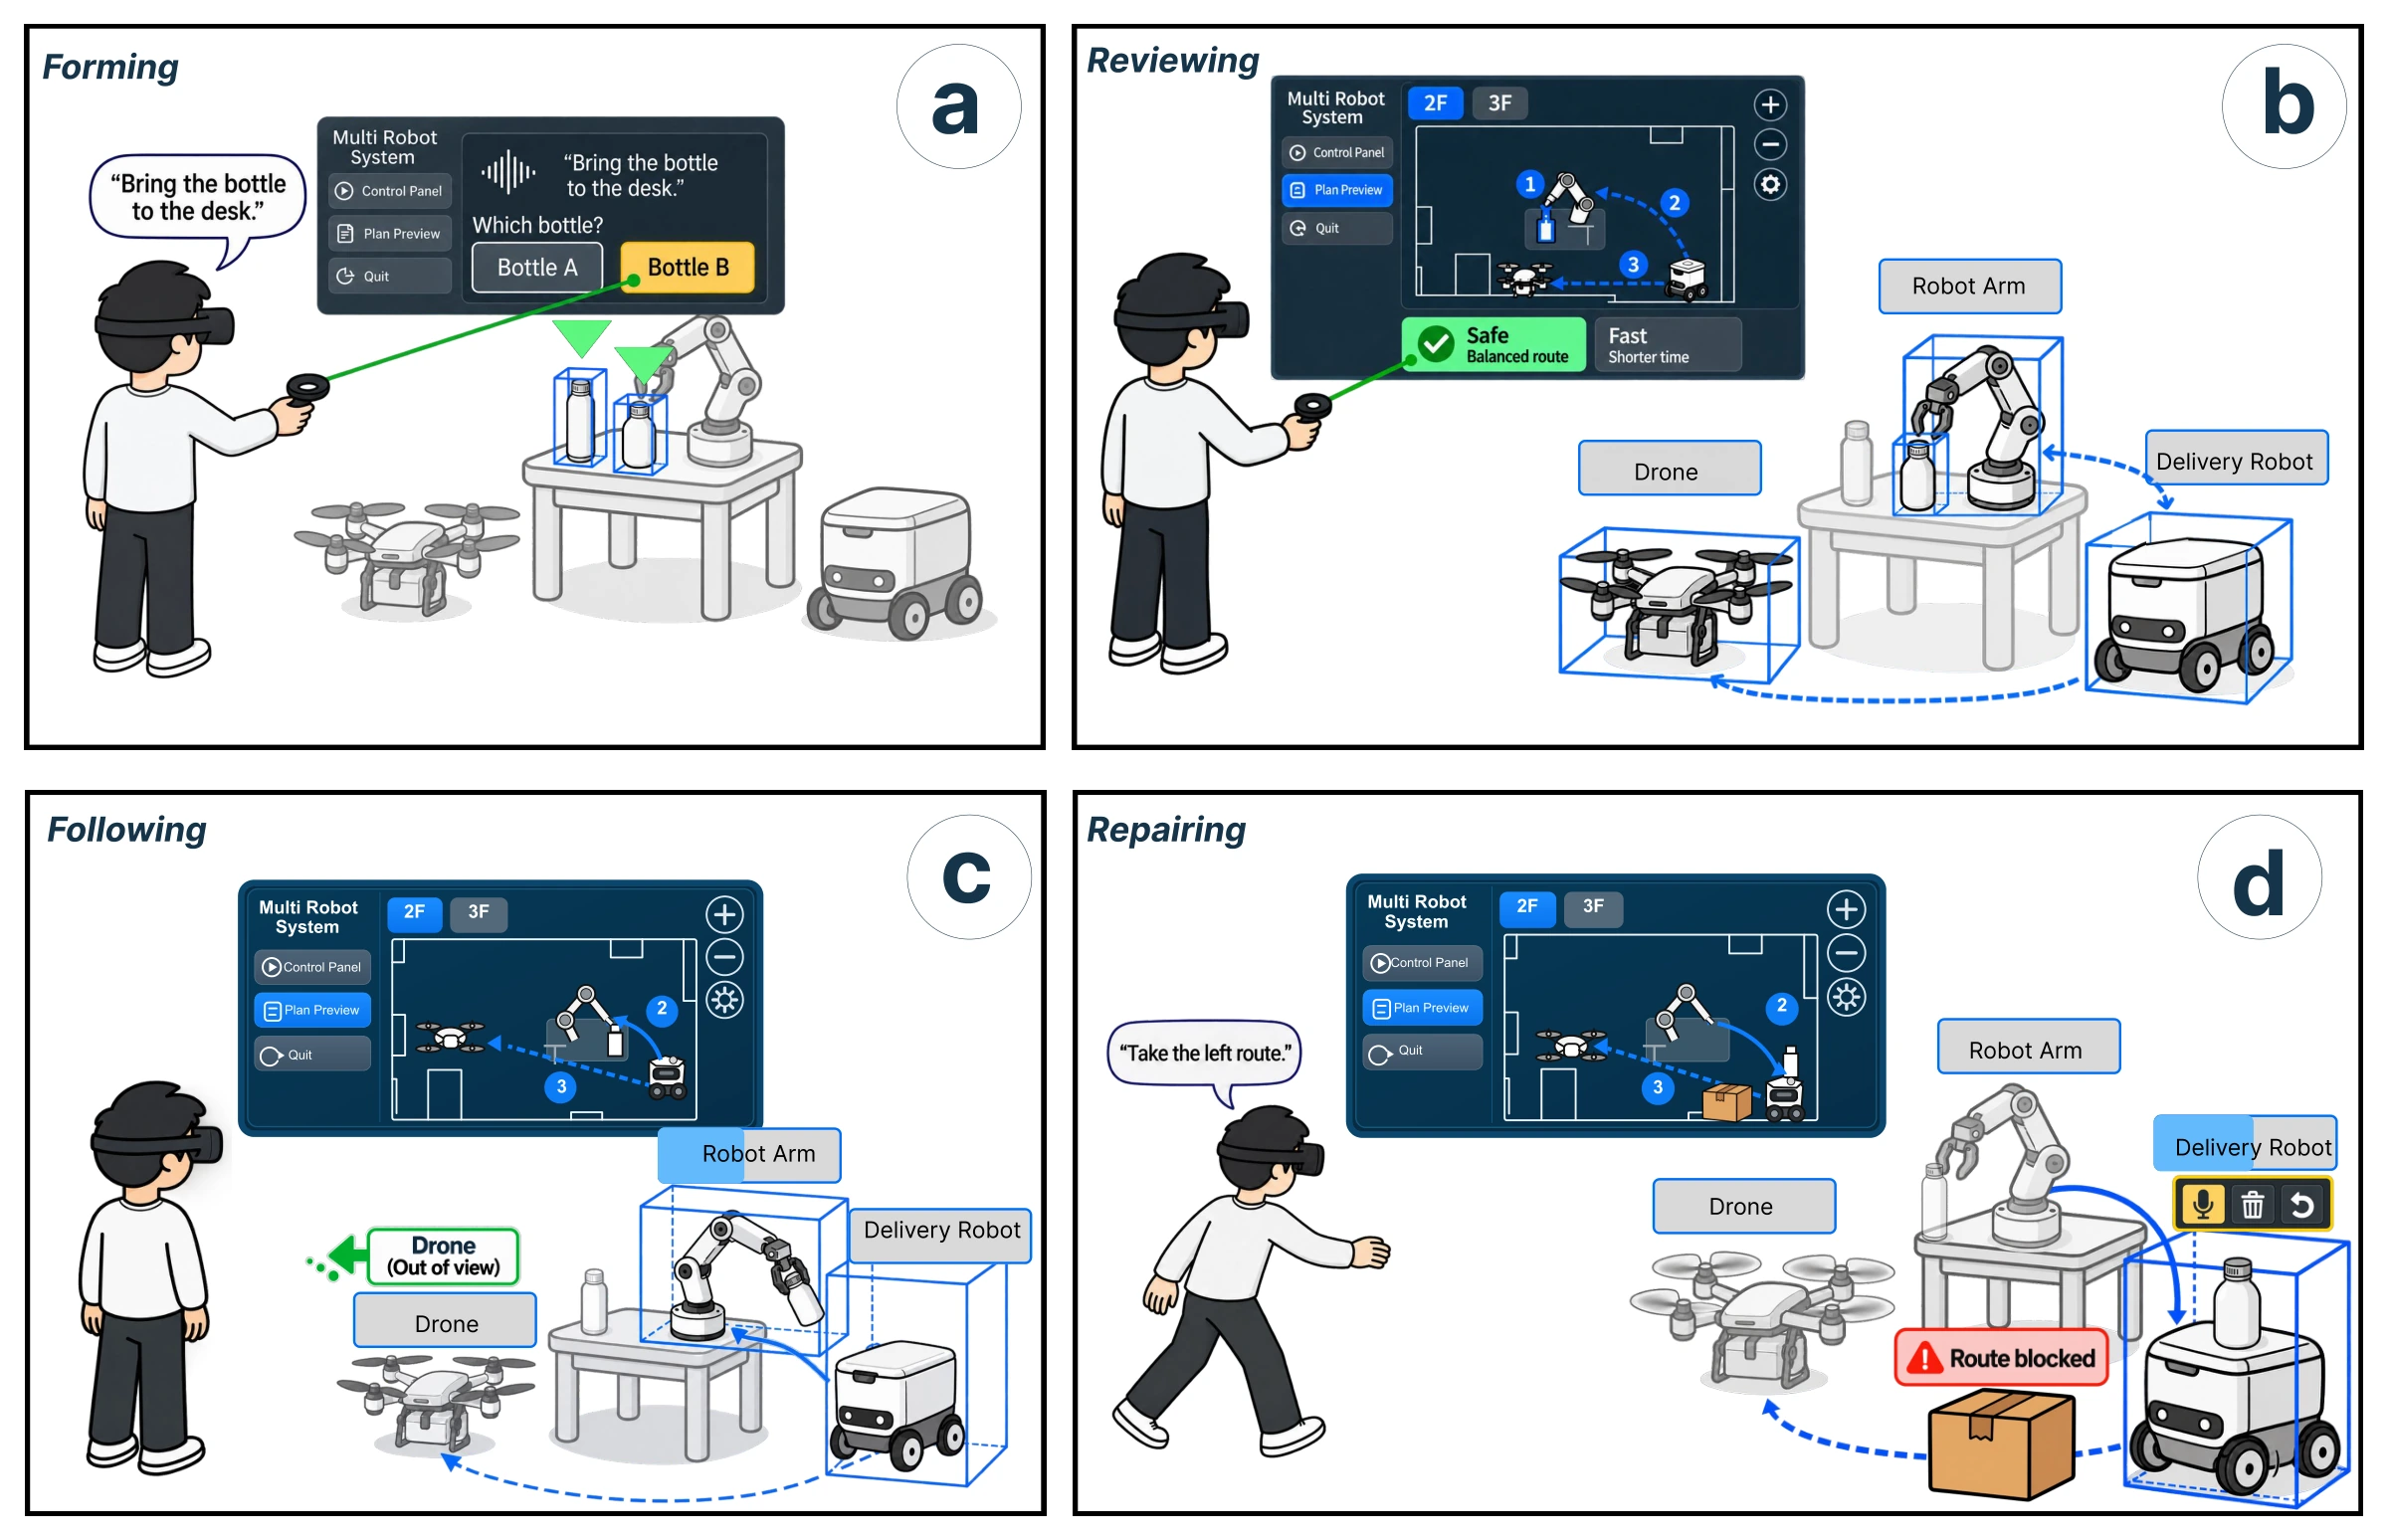 Forming
a
“Bring the bottle
to the desk.”
Multi Robot
System
Control Panel
Plan Preview
Quit
“Bring the bottle
to the desk.”
Which bottle?
Bottle A
Bottle B
Reviewing
b
Multi Robot
System
Control Panel
Plan Preview
Quit
2F
3F
1
2
3
Safe
Balanced route
Fast
Shorter time
Robot Arm
Drone
Delivery Robot
Following
c
Multi Robot
System
Control Panel
Plan Preview
Quit
2F
3F
2
3
Robot Arm
Delivery Robot
Drone
(Out of view)
Drone
Repairing
d
“Take the left route.”
Multi Robot
System
Control Panel
Plan Preview
Quit
2F
3F
2
3
Robot Arm
Delivery Robot
Drone
Route blocked